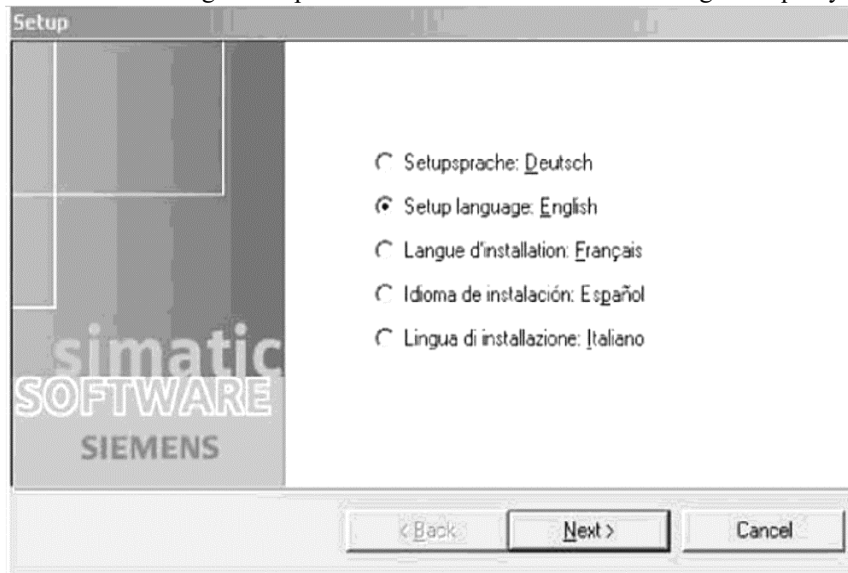 Setup
Setupsprache: Deutsch
Setup language: English
Langue d'installation: Français
Idioma de instalación: Español
Lingua di installazione: Italiano
simatic
SOFTWARE
SIEMENS
< Back
Next >
Cancel